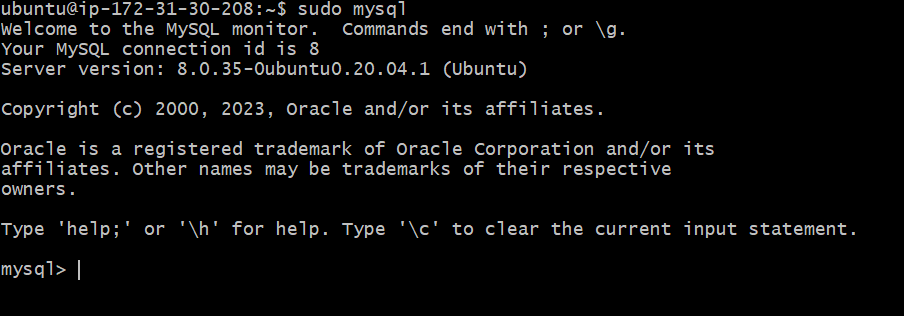 ubuntu@ip-172-31-30-208:~$ sudo mysql
Welcome to the MySQL monitor.  Commands end with ; or \g.
Your MySQL connection id is 8
Server version: 8.0.35-0ubuntu0.20.04.1 (Ubuntu)
Copyright (c) 2000, 2023, Oracle and/or its affiliates.
Oracle is a registered trademark of Oracle Corporation and/or its
affiliates. Other names may be trademarks of their respective
owners.
Type 'help;' or '\h' for help. Type '\c' to clear the current input statement.
mysql>